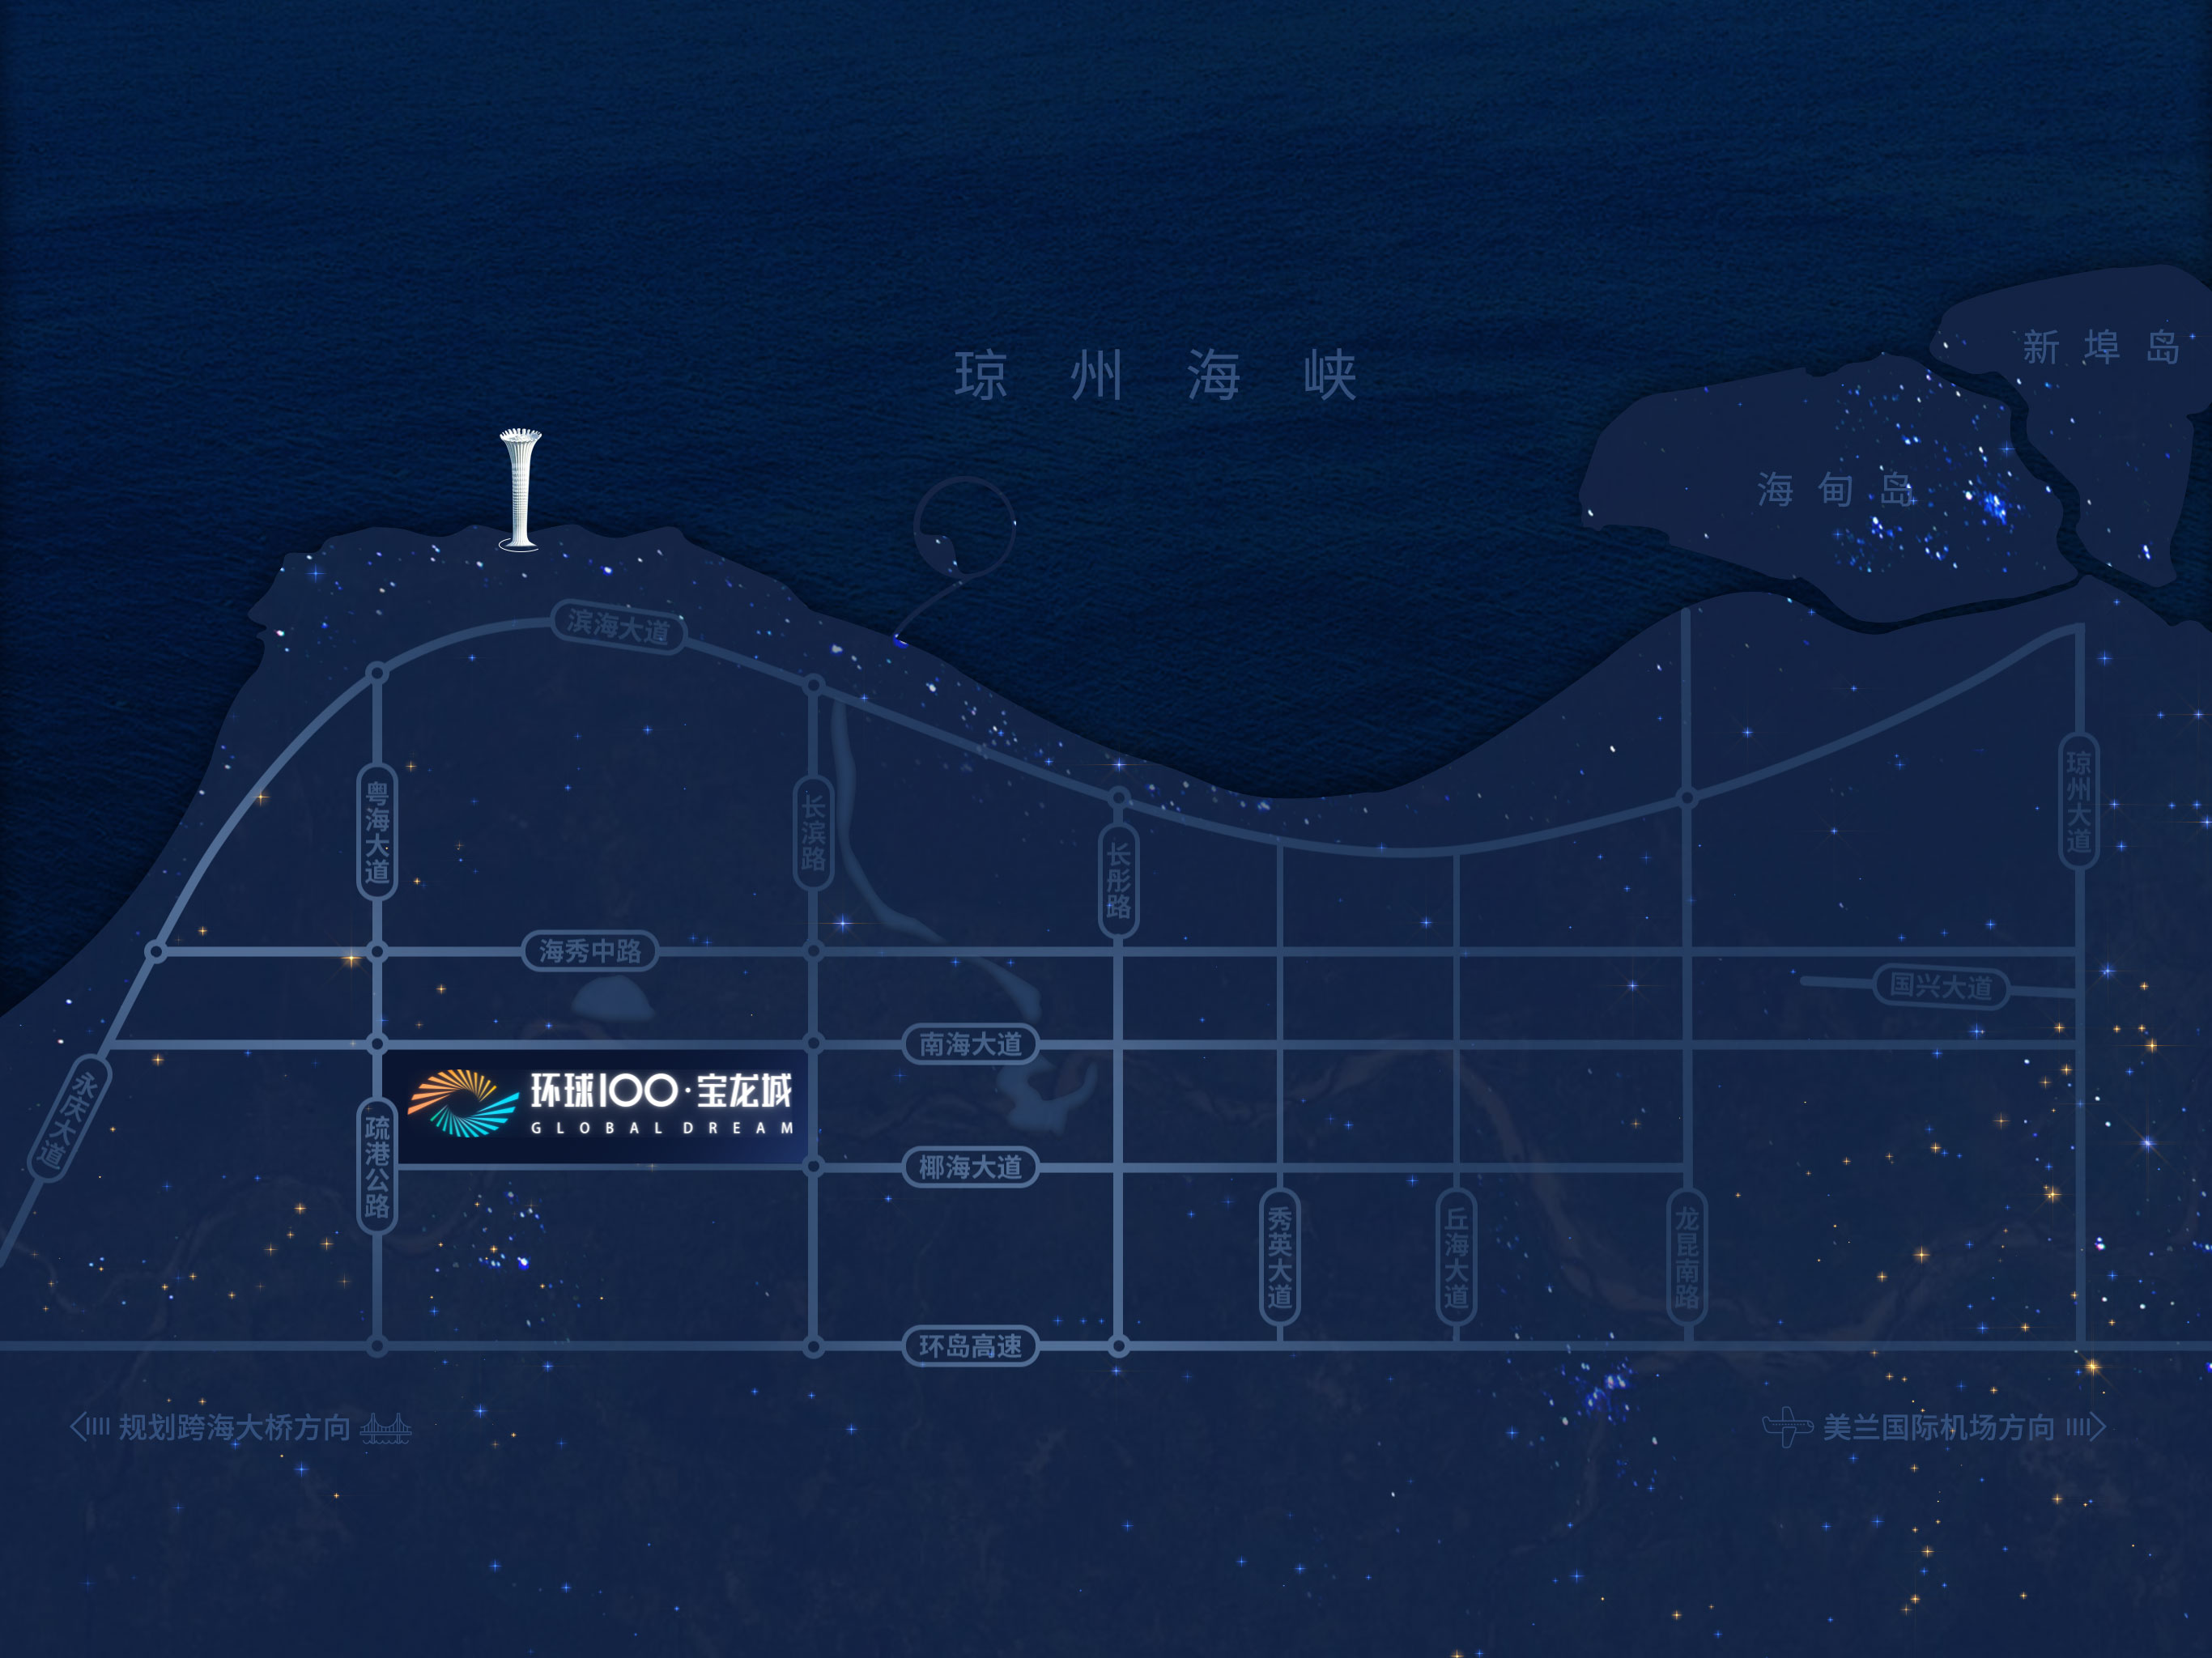 琼州海峡
新埠岛
海甸岛
滨海大道
粤海大道
长滨路
长彤路
琼州大道
海秀中路
国兴大道
南海大道
永庆大道
疏港公路
环球100·宝龙城
GLOBAL DREAM
椰海大道
秀英大道
丘海大道
龙昆南路
环岛高速
规划跨海大桥方向
美兰国际机场方向